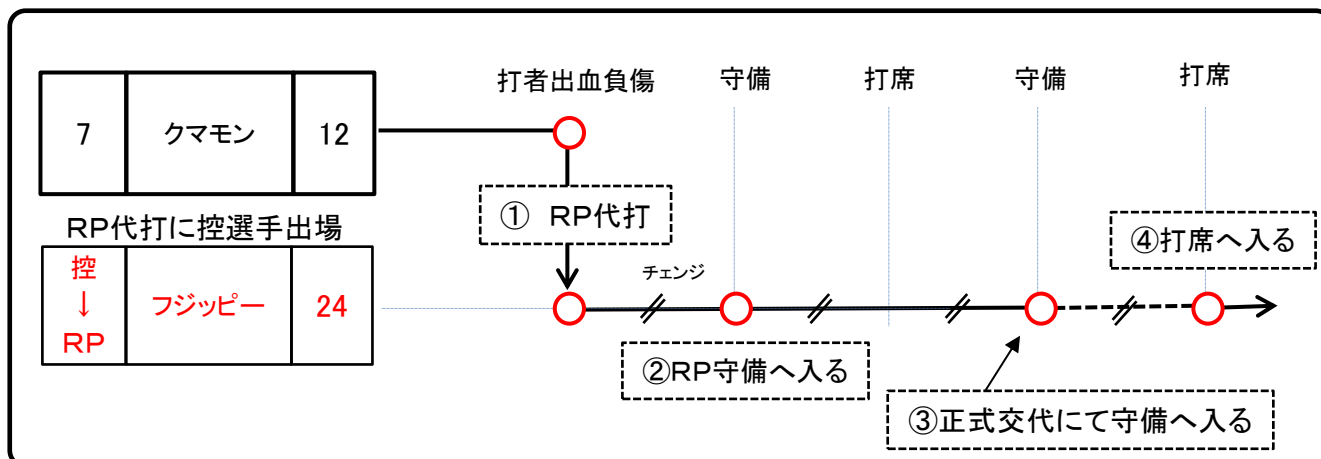 打者出血負傷 守備 打席 守備 打席
7 クマモン 12
① RP代打
RP代打に控選手出場
④打席へ入る
控
↓
RP
フジッピー 24
チェンジ
②RP守備へ入る
③正式交代にて守備へ入る